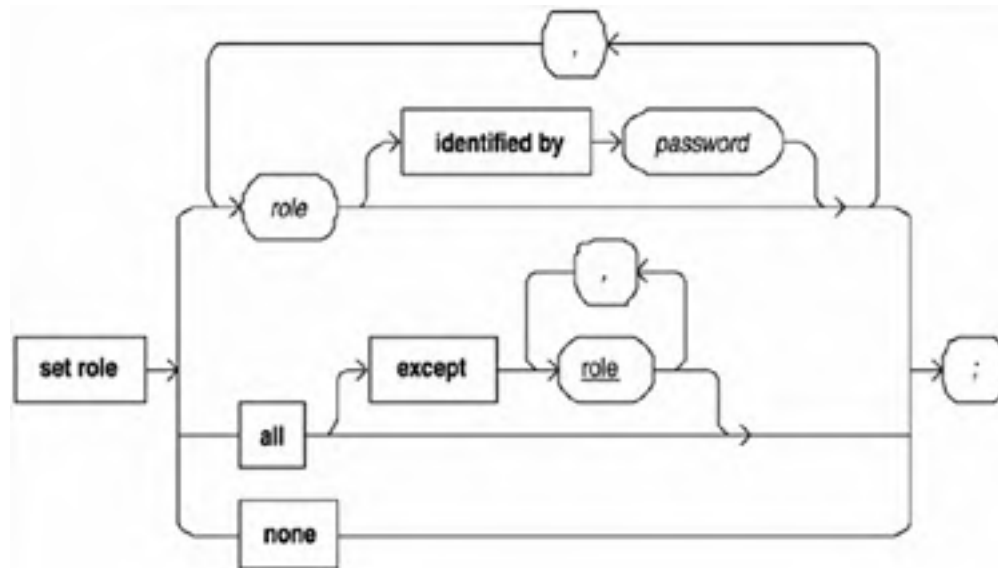 ,
identified by password
role
,
set role except role ;
all
none